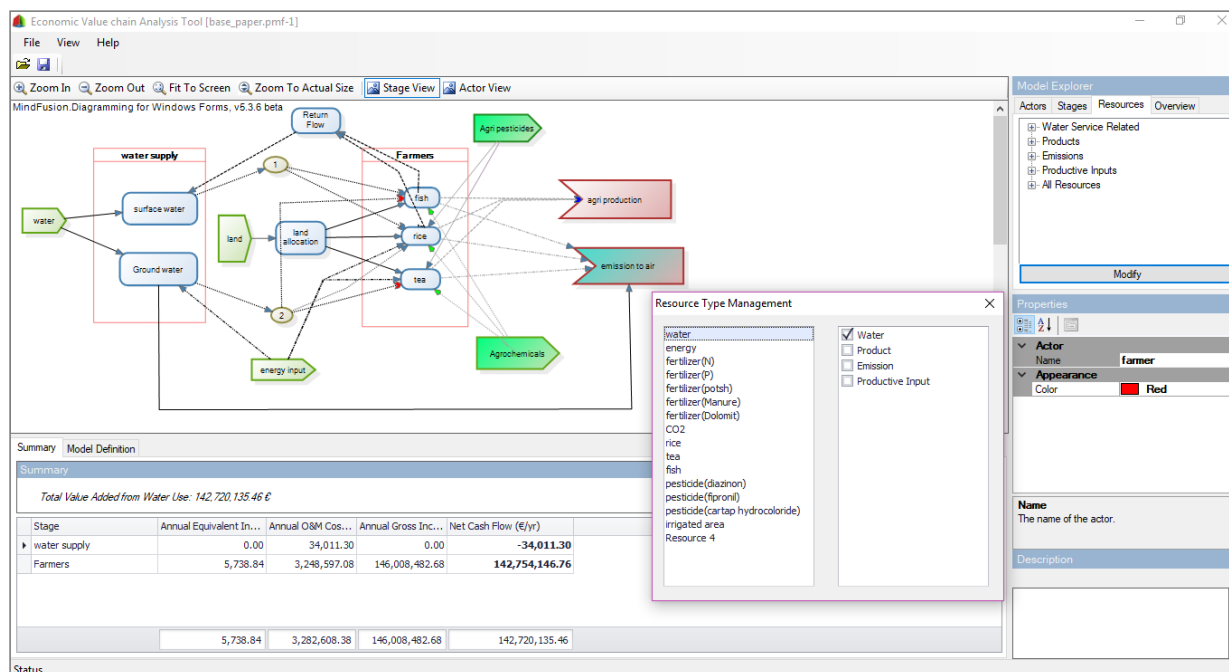 Economic Value chain Analysis Tool [base_paper.pmf-1]
File View Help
Zoom In Zoom Out Fit To Screen Zoom To Actual Size Stage View Actor View
MindFusion.Diagramming for Windows Forms, v5.3.6 beta
Return
Flow
Agri pesticides
water supply
Farmers
1
surface water
fish
agri production
water
land
land
allocation
rice
Ground water
tea
emission to air
2
Agrochemicals
energy input
Model Explorer
Actors Stages Resources Overview
Water Service Related
Products
Emissions
Productive Inputs
All Resources
Modify
Properties
Actor
Name farmer
Appearance
Color Red
Name
The name of the actor.
Description
Resource Type Management
water
energy
fertilizer(N)
fertilizer(P)
fertilizer(potsh)
fertilizer(Manure)
fertilizer(Dolomit)
CO2
rice
tea
fish
pesticide(diazinon)
pesticide(fipronil)
pesticide(cartap hydrocoloride)
irrigated area
Resource 4
Water
Product
Emission
Productive Input
Summary Model Definition
Summary
Total Value Added from Water Use: 142,720,135.46 €
Stage Annual Equivalent In... Annual O&M Cos... Annual Gross Inc... Net Cash Flow (€/yr)
water supply 0.00 34,011.30 0.00 -34,011.30
Farmers 5,738.84 3,248,597.08 146,008,482.68 142,754,146.76
5,738.84 3,282,608.38 146,008,482.68 142,720,135.46
Status